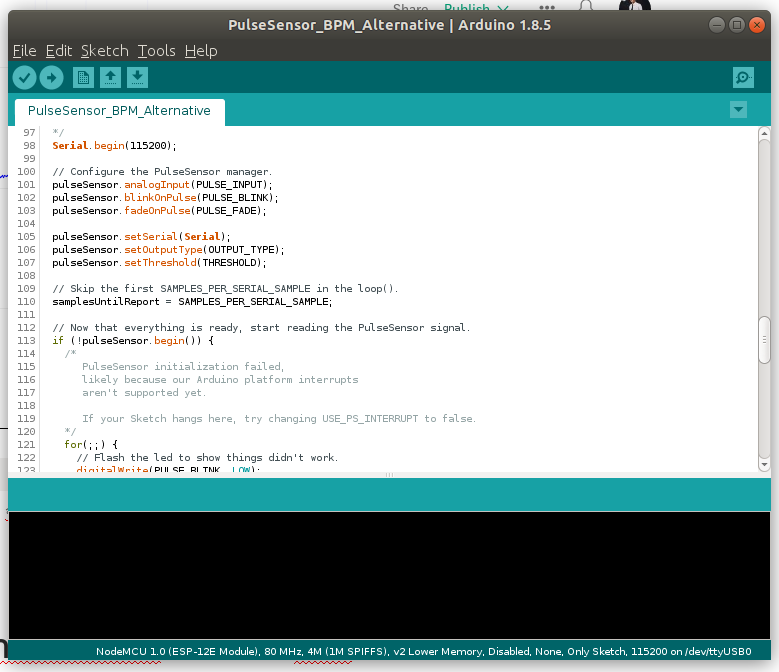 Share Publish
PulseSensor_BPM_Alternative | Arduino 1.8.5
File Edit Sketch Tools Help
PulseSensor_BPM_Alternative
97 */
98 Serial.begin(115200);
99
100 // Configure the PulseSensor manager.
101 pulseSensor.analogInput(PULSE_INPUT);
102 pulseSensor.blinkOnPulse(PULSE_BLINK);
103 pulseSensor.fadeOnPulse(PULSE_FADE);
104
105 pulseSensor.setSerial(Serial);
106 pulseSensor.setOutputType(OUTPUT_TYPE);
107 pulseSensor.setThreshold(THRESHOLD);
108
109 // Skip the first SAMPLES_PER_SERIAL_SAMPLE in the loop().
110 samplesUntilReport = SAMPLES_PER_SERIAL_SAMPLE;
111
112 // Now that everything is ready, start reading the PulseSensor signal.
113 if (!pulseSensor.begin()) {
114 /*
115 PulseSensor initialization failed,
116 likely because our Arduino platform interrupts
117 aren't supported yet.
118
119 If your Sketch hangs here, try changing USE_PS_INTERRUPT to false.
120 */
121 for(;;) {
122 // Flash the led to show things didn't work.
123 digitalWrite(PULSE_BLINK, LOW);
NodeMCU 1.0 (ESP-12E Module), 80 MHz, 4M (1M SPIFFS), v2 Lower Memory, Disabled, None, Only Sketch, 115200 on /dev/ttyUSB0